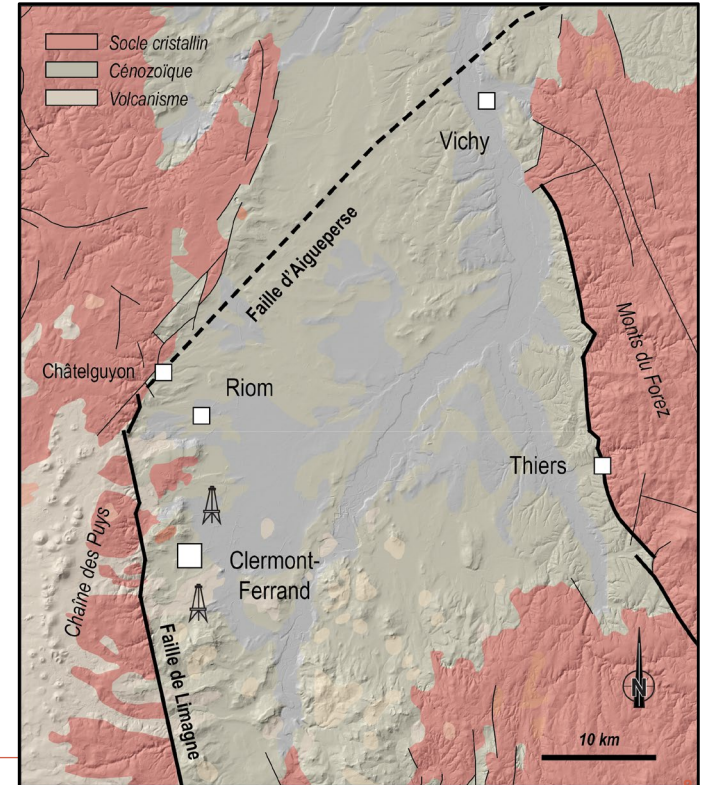 Socle cristallin
Cénozoïque
Volcanisme
Vichy
Faille d'Aigueperse
Monts du Forez
Châtelguyon
Riom
Thiers
Chaîne des Puys
Clermont-
Ferrand
Faille de Limagne
N
10 km